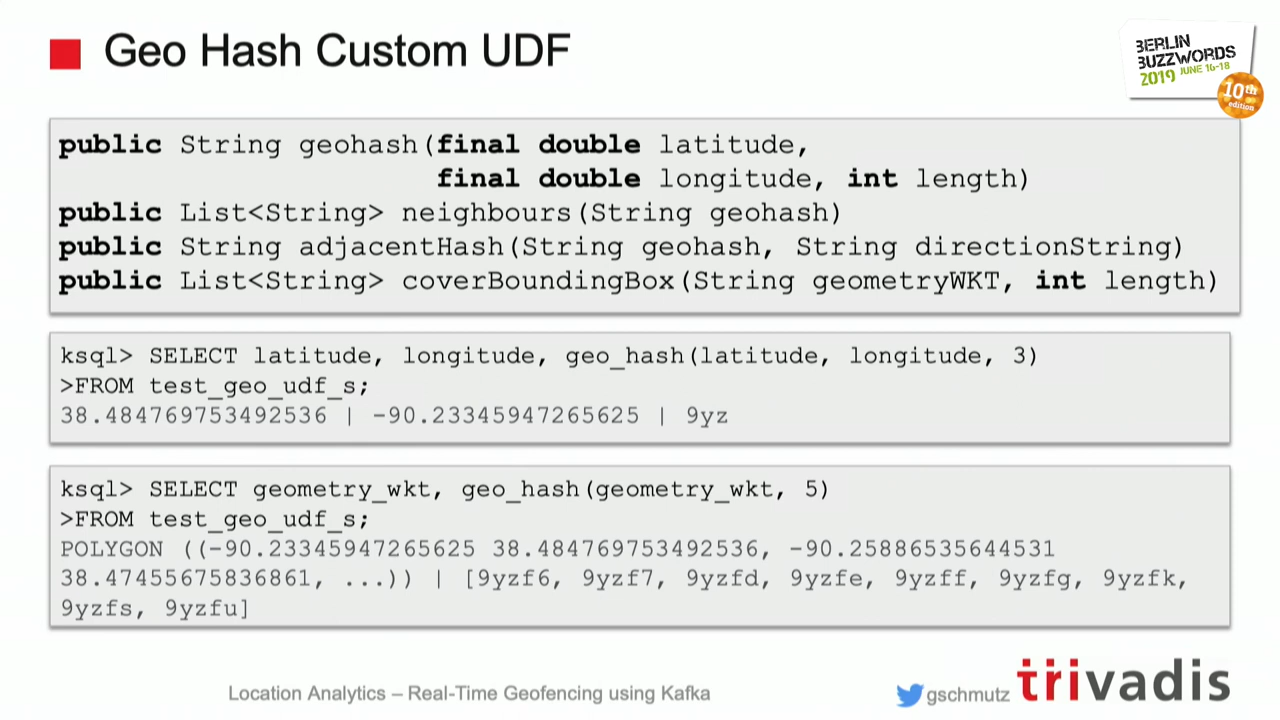 Geo Hash Custom UDF
BERLIN
BUZZWORDS
2019 JUNE 16-18
10th
edition
public String geohash(final double latitude,
final double longitude, int length)
public List<String> neighbours(String geohash)
public String adjacentHash(String geohash, String directionString)
public List<String> coverBoundingBox(String geometryWKT, int length)
ksql> SELECT latitude, longitude, geo_hash(latitude, longitude, 3)
>FROM test_geo_udf_s;
38.484769753492536 | -90.23345947265625 | 9yz
ksql> SELECT geometry_wkt, geo_hash(geometry_wkt, 5)
>FROM test_geo_udf_s;
POLYGON ((-90.23345947265625 38.484769753492536, -90.25886535644531
38.47455675836861, ...)) | [9yzf6, 9yzf7, 9yzfd, 9yzfe, 9yzff, 9yzfg, 9yzfk,
9yzfs, 9yzfu]
Location Analytics – Real-Time Geofencing using Kafka
gschmutz
trivadis